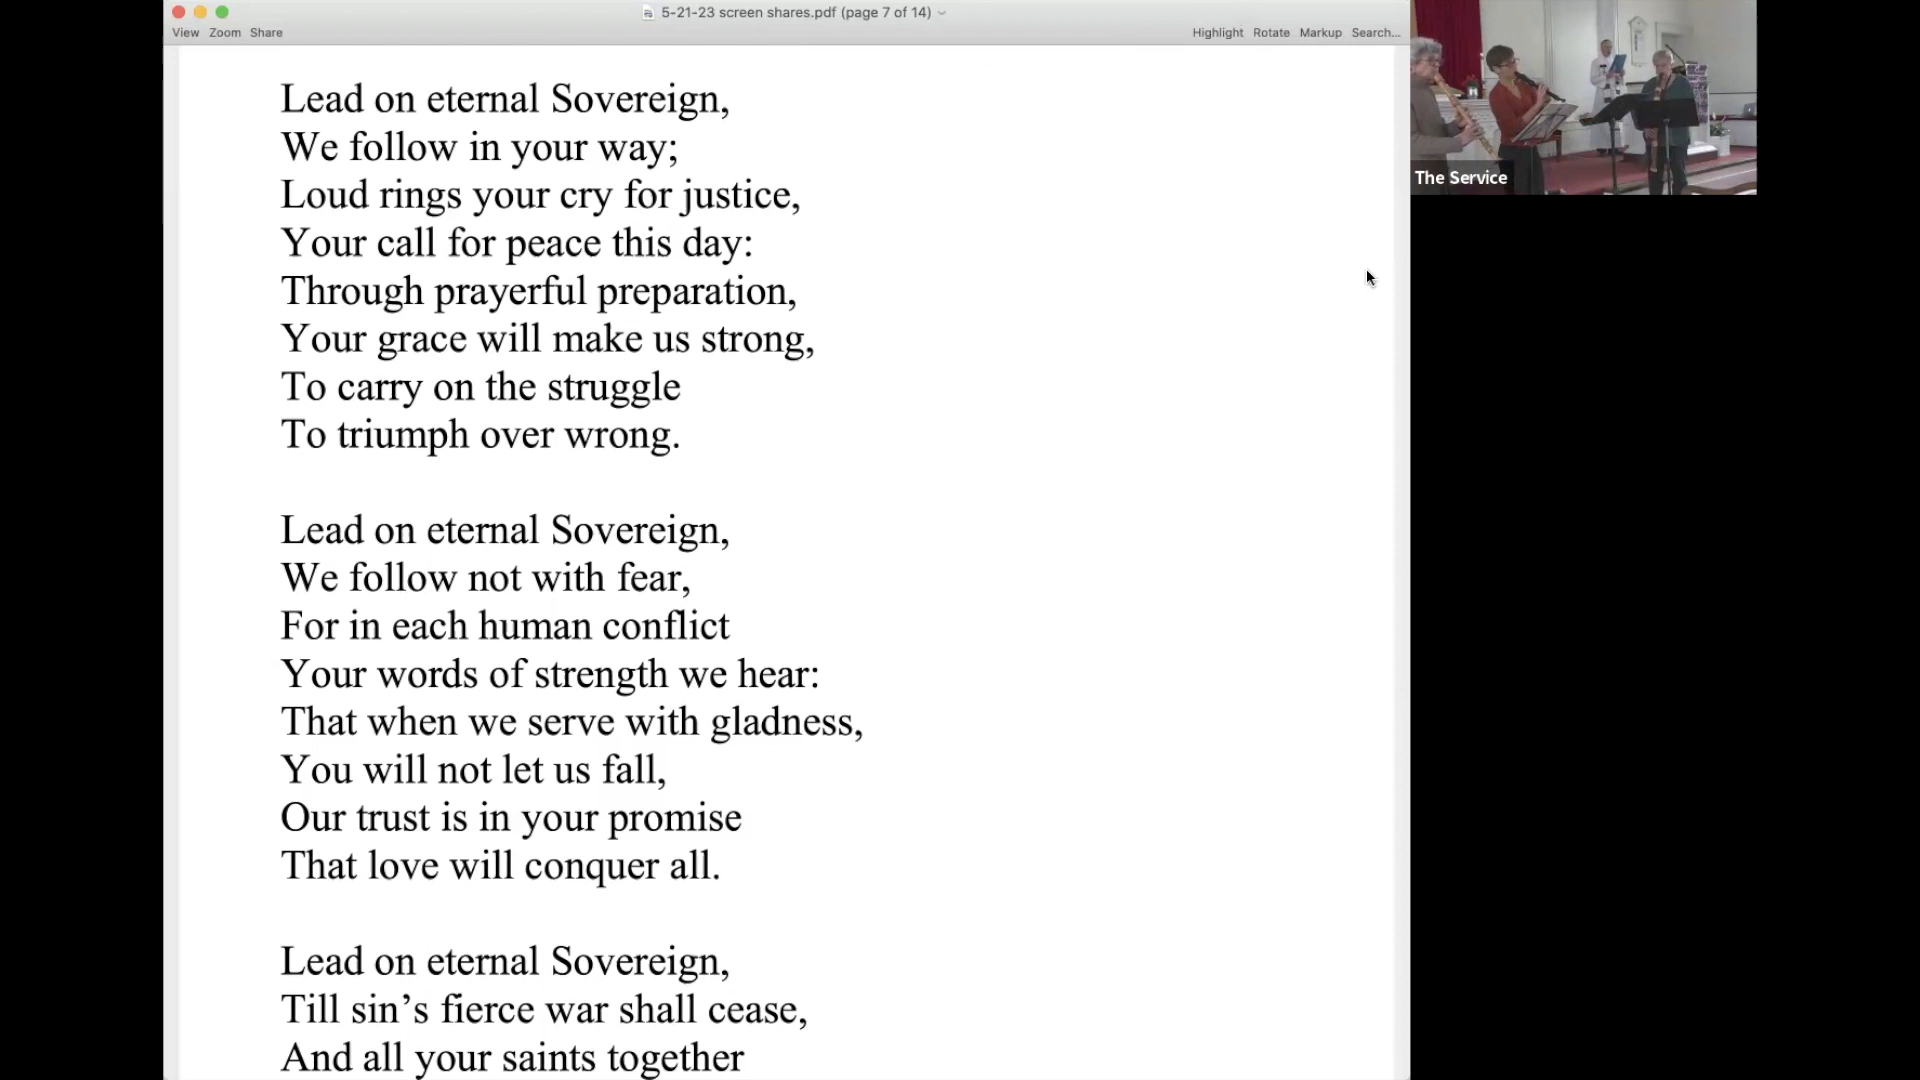 5-21-23 screen shares.pdf (page 7 of 14)
View Zoom Share
Highlight Rotate Markup Search...
Lead on eternal Sovereign,
We follow in your way;
Loud rings your cry for justice,
Your call for peace this day:
Through prayerful preparation,
Your grace will make us strong,
To carry on the struggle
To triumph over wrong.
Lead on eternal Sovereign,
We follow not with fear,
For in each human conflict
Your words of strength we hear:
That when we serve with gladness,
You will not let us fall,
Our trust is in your promise
That love will conquer all.
Lead on eternal Sovereign,
Till sin’s fierce war shall cease,
And all your saints together
The Service